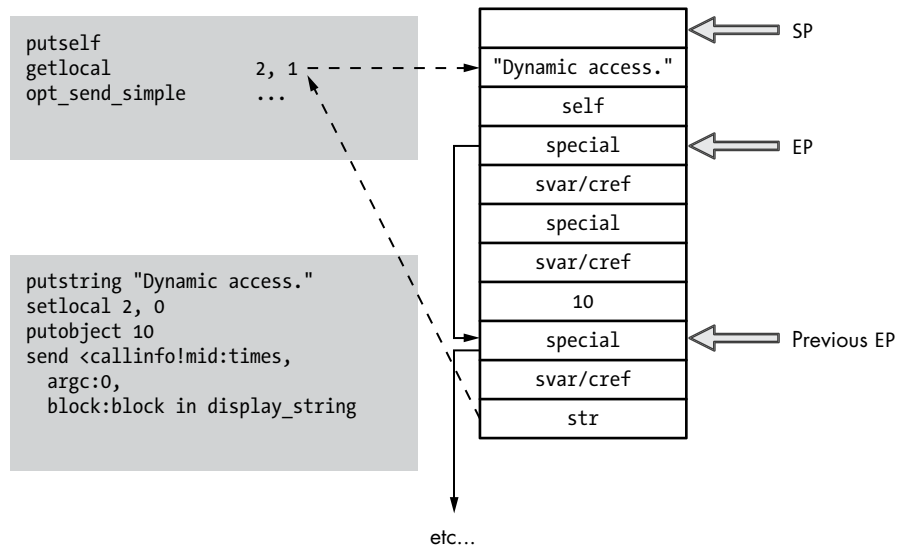 putself
getlocal 2, 1
opt_send_simple ...
putstring "Dynamic access."
setlocal 2, 0
putobject 10
send <callinfo!mid:times,
argc:0,
block:block in display_string
SP
"Dynamic access."
self
special
EP
svar/cref
special
svar/cref
10
special
Previous EP
svar/cref
str
etc...